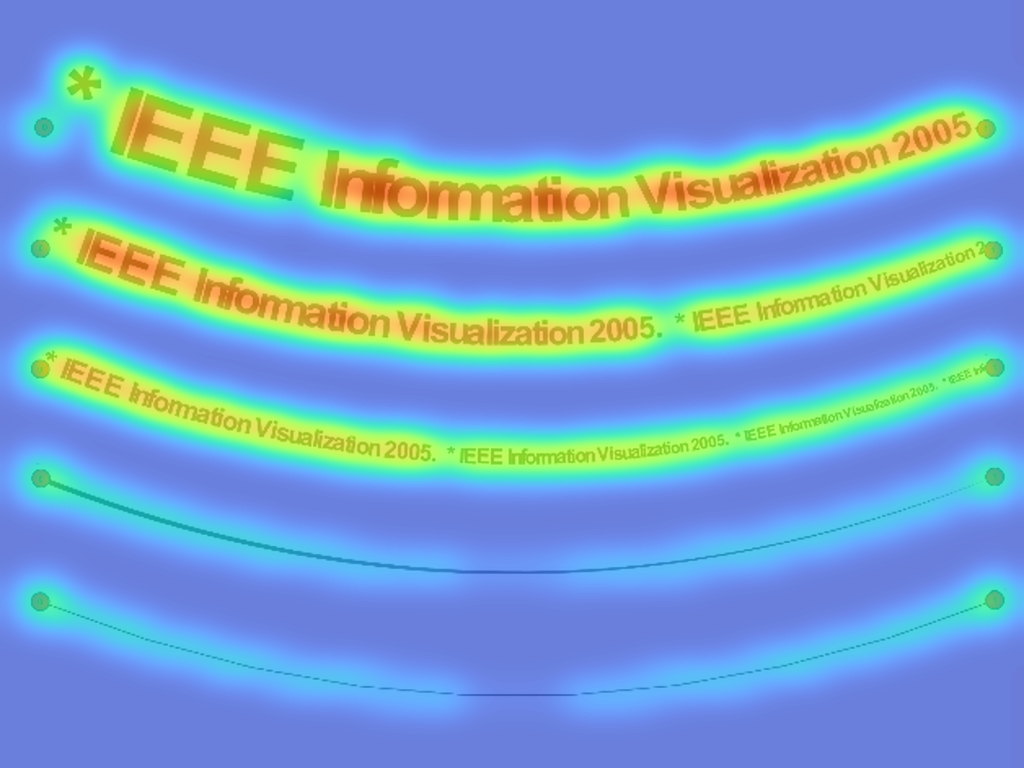 * IEEE Information Visualization 2005
* IEEE Information Visualization 2005. * IEEE Information Visualization 2
* IEEE Information Visualization 2005. * IEEE Information Visualization 2005. * IEEE Information Visualization 2005. * IEEE Inf